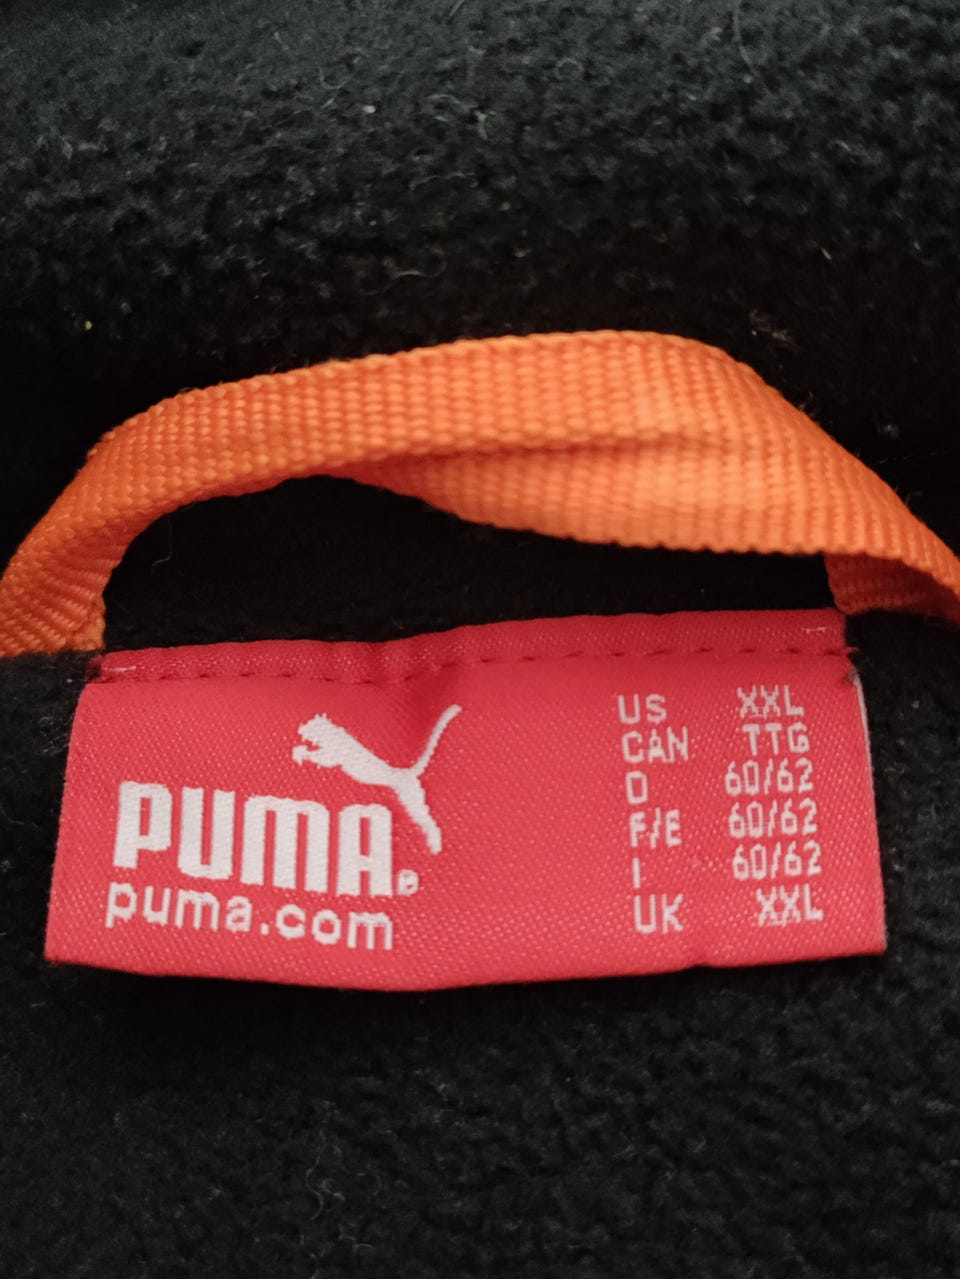 PUMA®
puma.com
US XXL
CAN TTG
D 60/62
F/E 60/62
I 60/62
UK XXL